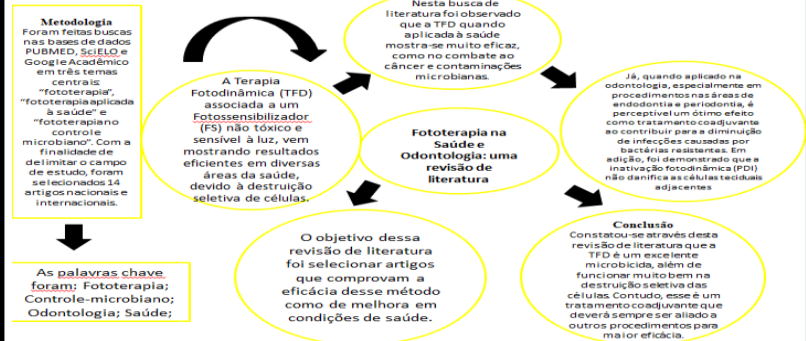 Metodologia
Foram feitas buscas
nas bases de dados
PUBMED, SciELO e
Google Acadêmico
em três temas
centrais:
“fototerapia”,
“fototerapia aplicada
à saúde” e
“fototerapia no
controle
microbiano”. Com a
finalidade de
delimitar o campo
de estudo, foram
selecionados 14
artigos nacionais e
internacionais.
As palavras chave
foram: Fototerapia;
Controle-microbiano;
Odontologia; Saúde;
A Terapia
Fotodinâmica (TFD)
associada a um
Fotossensibilizador
(FS) não tóxico e
sensível à luz, vem
mostrando resultados
eficientes em diversas
áreas da saúde,
devido à destruição
seletiva de células.
Nesta busca de
literatura foi observado
que a TFD quando
aplicada à saúde
mostra-se muito eficaz,
como no combate ao
câncer e contaminações
microbianas.
Fototerapia na
Saúde e
Odontologia: uma
revisão de
literatura
O objetivo dessa
revisão de literatura
foi selecionar artigos
que comprovam a
eficácia desse método
como de melhora em
condições de saúde.
Já, quando aplicado na
odontologia, especialmente em
procedimentos nas áreas de
endodontia e periodontia, é
perceptível um ótimo efeito
como tratamento coadjuvante
ao contribuir para a diminuição
de infecções causadas por
bactérias resistentes. Em
adição, foi demonstrado que a
inativação fotodinâmica (PDI)
não danifica as células teciduais
adjacentes
Conclusão
Constatou-se através desta
revisão de literatura que a
TFD é um excelente
microbicida, além de
funcionar muito bem na
destruição seletiva das
células. Contudo, esse é um
tratamento coadjuvante que
deverá sempre ser aliado a
outros procedimentos para
maior eficácia.